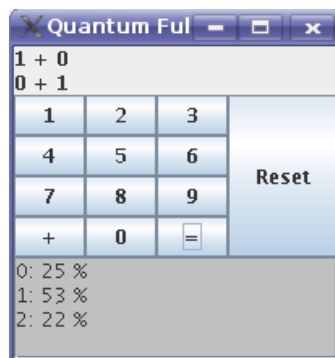 Quantum Ful
1 + 0
0 + 1
1 2 3
4 5 6
Reset
7 8 9
+ 0 =
0: 25 %
1: 53 %
2: 22 %